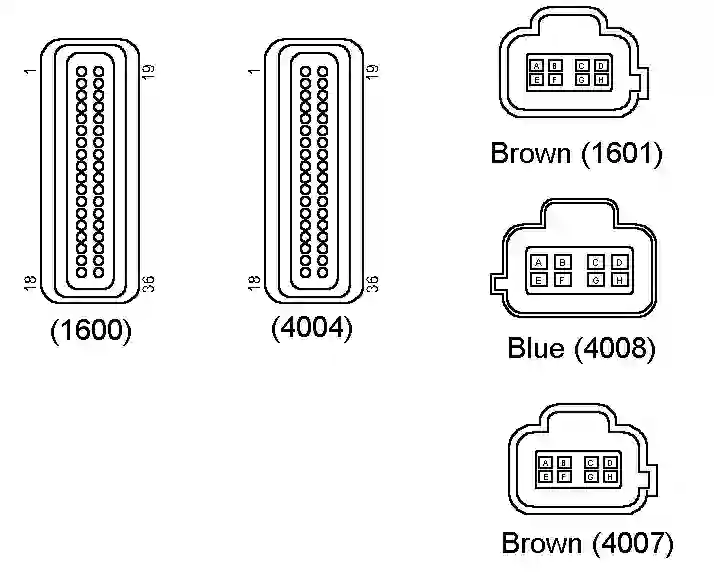 1 19
18 36
(1600)
1 19
18 36
(4004)
A B C D
E F G H
Brown (1601)
A B C D
E F G H
Blue (4008)
A B C D
E F G H
Brown (4007)